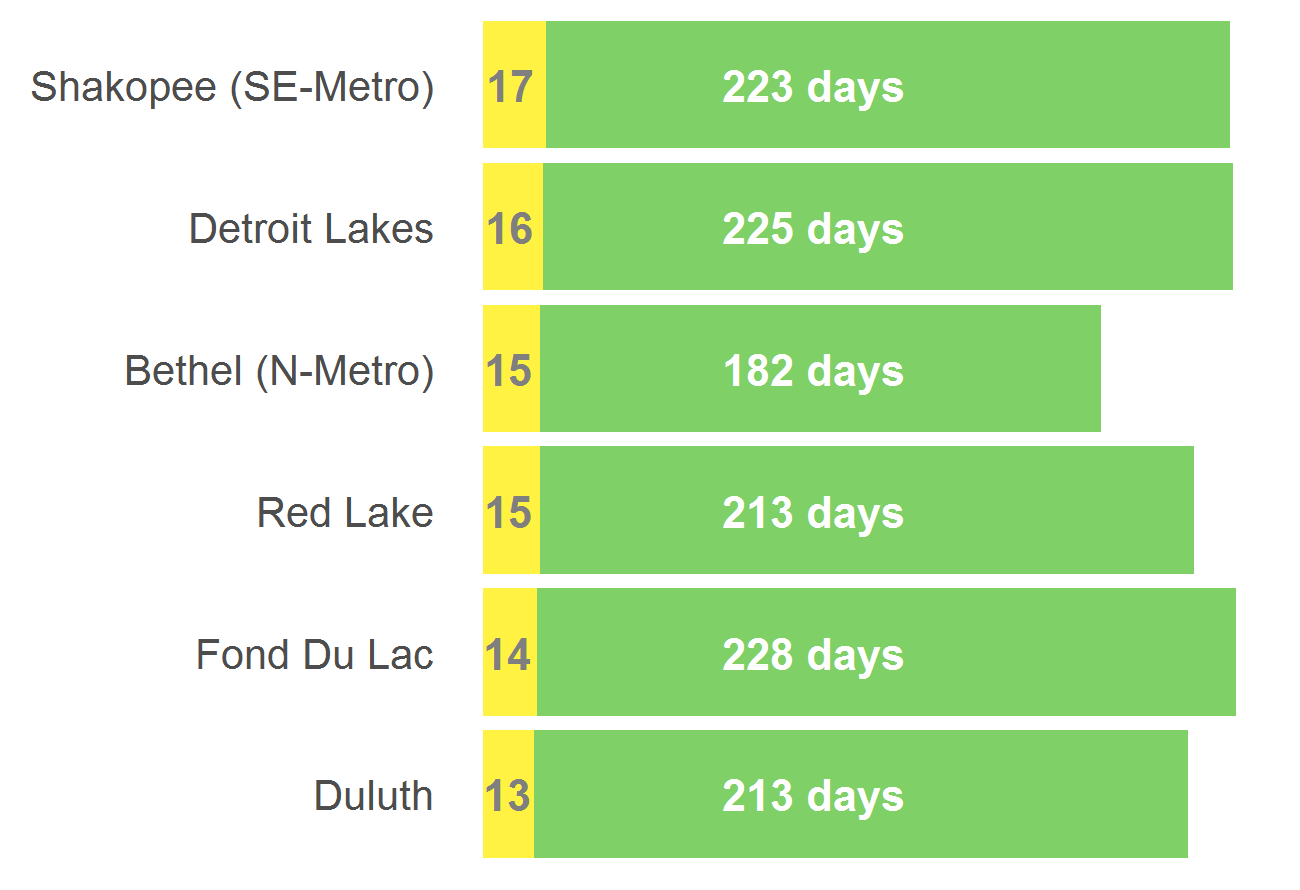 Shakopee (SE-Metro) 17 223 days
Detroit Lakes 16 225 days
Bethel (N-Metro) 15 182 days
Red Lake 15 213 days
Fond Du Lac 14 228 days
Duluth 13 213 days